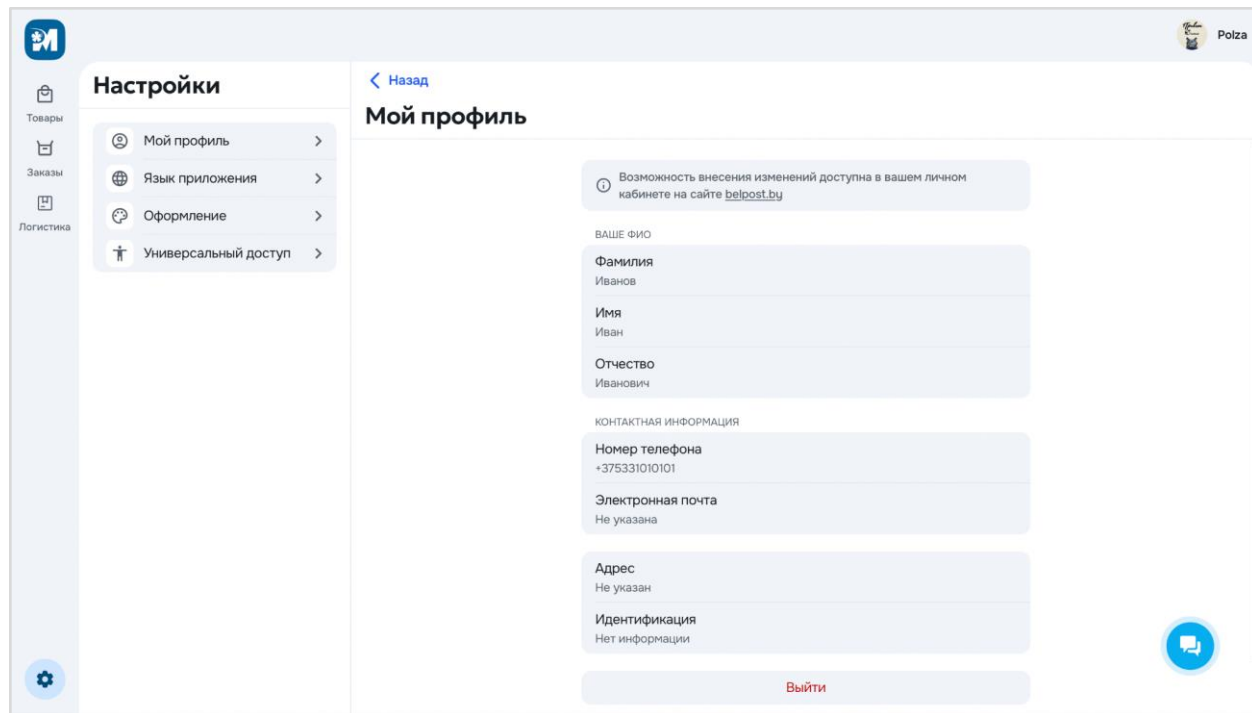 Polza
Товары
Заказы
Логистика
Настройки
Мой профиль
Язык приложения
Оформление
Универсальный доступ
Назад
Мой профиль
Возможность внесения изменений доступна в вашем личном
кабинете на сайте belpost.by
ВАШЕ ФИО
Фамилия
Иванов
Имя
Иван
Отчество
Иванович
КОНТАКТНАЯ ИНФОРМАЦИЯ
Номер телефона
+375331010101
Электронная почта
Не указана
Адрес
Не указан
Идентификация
Нет информации
Выйти